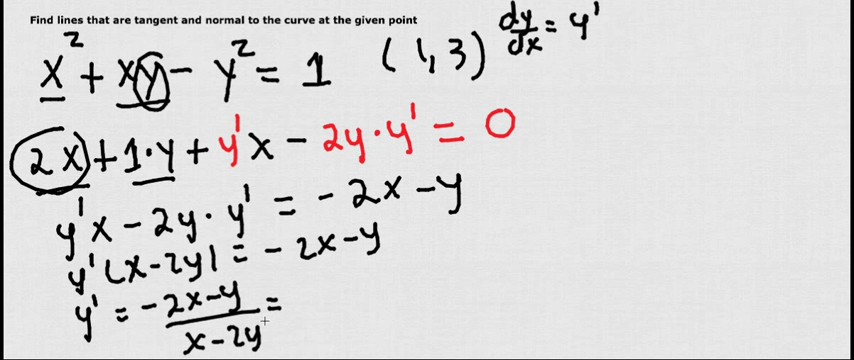 Find lines that are tangent and normal to the curve at the given point
x² + xy - y² = 1 (1,3) dy/dx = y'
2x + 1·y + y'x - 2y·y' = 0
y'x - 2y·y' = -2x - y
y'(x-2y) = -2x-y
y' = -2x-y / x-2y =